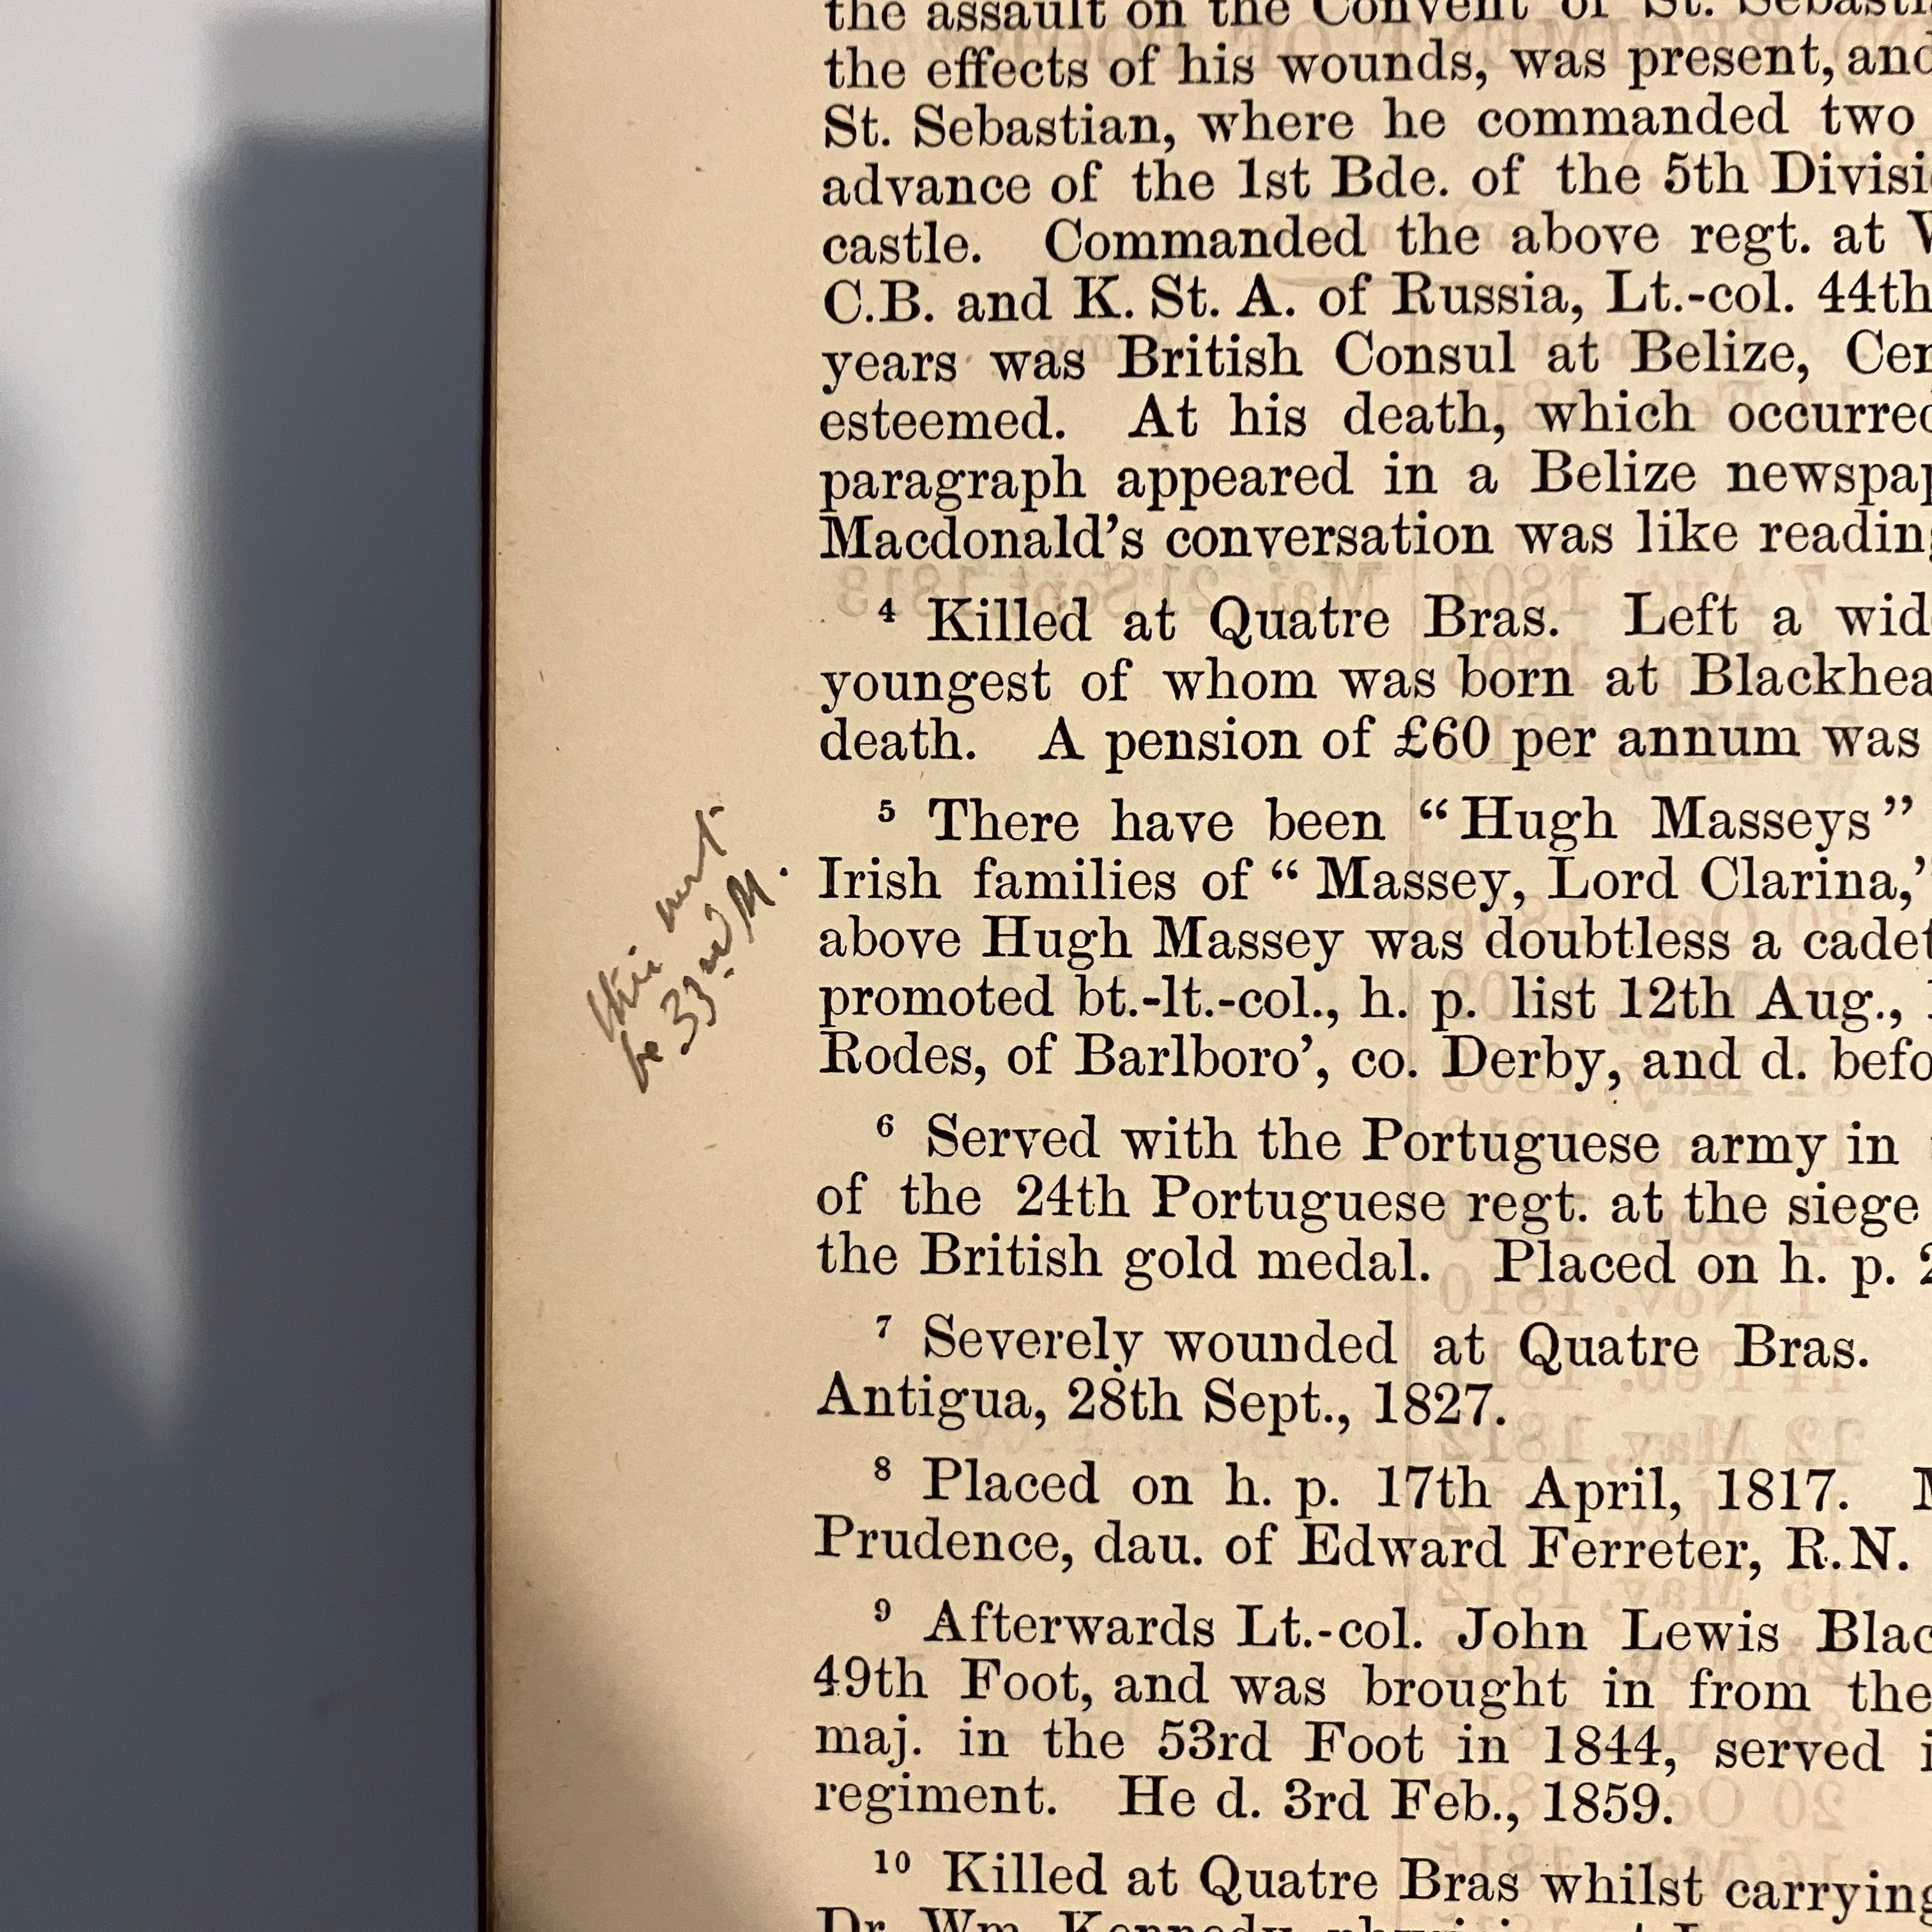 the assault on the Convent of St. Sebasti
the effects of his wounds, was present, and
St. Sebastian, where he commanded two
advance of the 1st Bde. of the 5th Divisi
castle. Commanded the above regt. at
C.B. and K. St. A. of Russia, Lt.-col. 44th
years was British Consul at Belize, Cen
esteemed. At his death, which occurred
paragraph appeared in a Belize newspap
Macdonald's conversation was like reading
4 Killed at Quatre Bras. Left a wid
youngest of whom was born at Blackhea
death. A pension of £60 per annum was
5 There have been "Hugh Masseys"
Irish families of "Massey, Lord Clarina,"
above Hugh Massey was doubtless a cadet
promoted bt.-lt.-col., h. p. list 12th Aug.,
Rodes, of Barlboro', co. Derby, and d. befo
this must
be 33rd M.
6 Served with the Portuguese army in
of the 24th Portuguese regt. at the siege
the British gold medal. Placed on h. p. 2
7 Severely wounded at Quatre Bras.
Antigua, 28th Sept., 1827.
8 Placed on h. p. 17th April, 1817. M
Prudence, dau. of Edward Ferreter, R.N.
9 Afterwards Lt.-col. John Lewis Blac
49th Foot, and was brought in from the
maj. in the 53rd Foot in 1844, served i
regiment. He d. 3rd Feb., 1859.
10 Killed at Quatre Bras whilst carrying
Dr. Wm. Kennedy